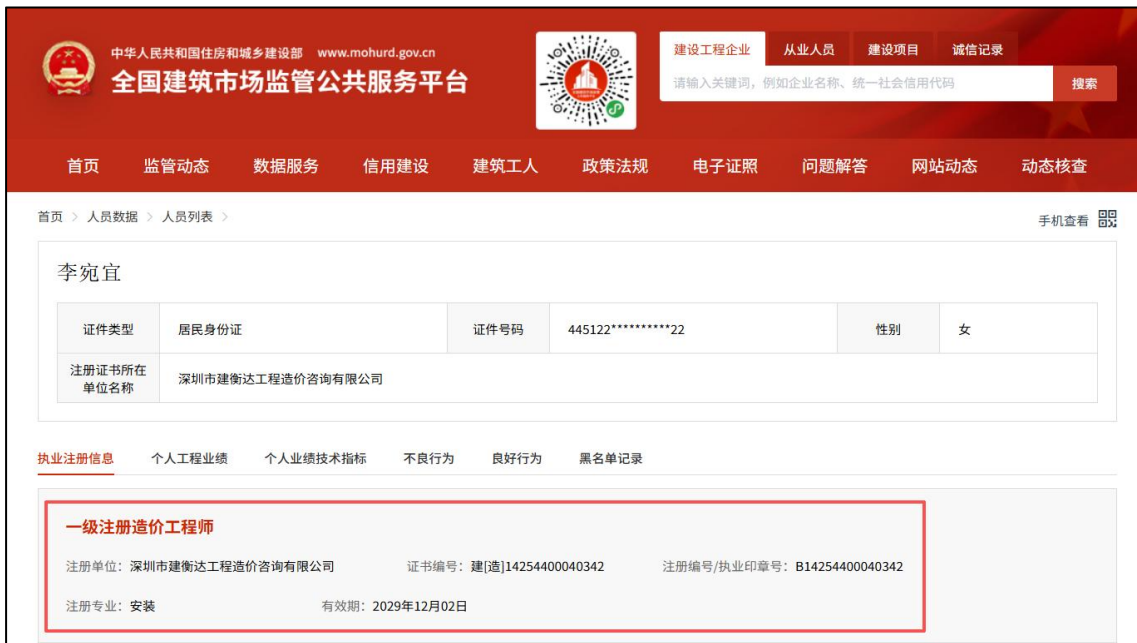 中华人民共和国住房和城乡建设部 www.mohurd.gov.cn
全国建筑市场监管公共服务平台
建设工程企业 从业人员 建设项目 诚信记录
请输入关键词，例如企业名称、统一社会信用代码 搜索
首页 监管动态 数据服务 信用建设 建筑工人 政策法规 电子证照 问题解答 网站动态 动态核查
首页 > 人员数据 > 人员列表 >
手机查看
李宛宜
证件类型 居民身份证 证件号码 445122**********22 性别 女
注册证书所在
单位名称
深圳市建衡达工程造价咨询有限公司
执业注册信息 个人工程业绩 个人业绩技术指标 不良行为 良好行为 黑名单记录
一级注册造价工程师
注册单位：深圳市建衡达工程造价咨询有限公司 证书编号：建[造]14254400040342 注册编号/执业印章号：B14254400040342
注册专业：安装 有效期：2029年12月02日